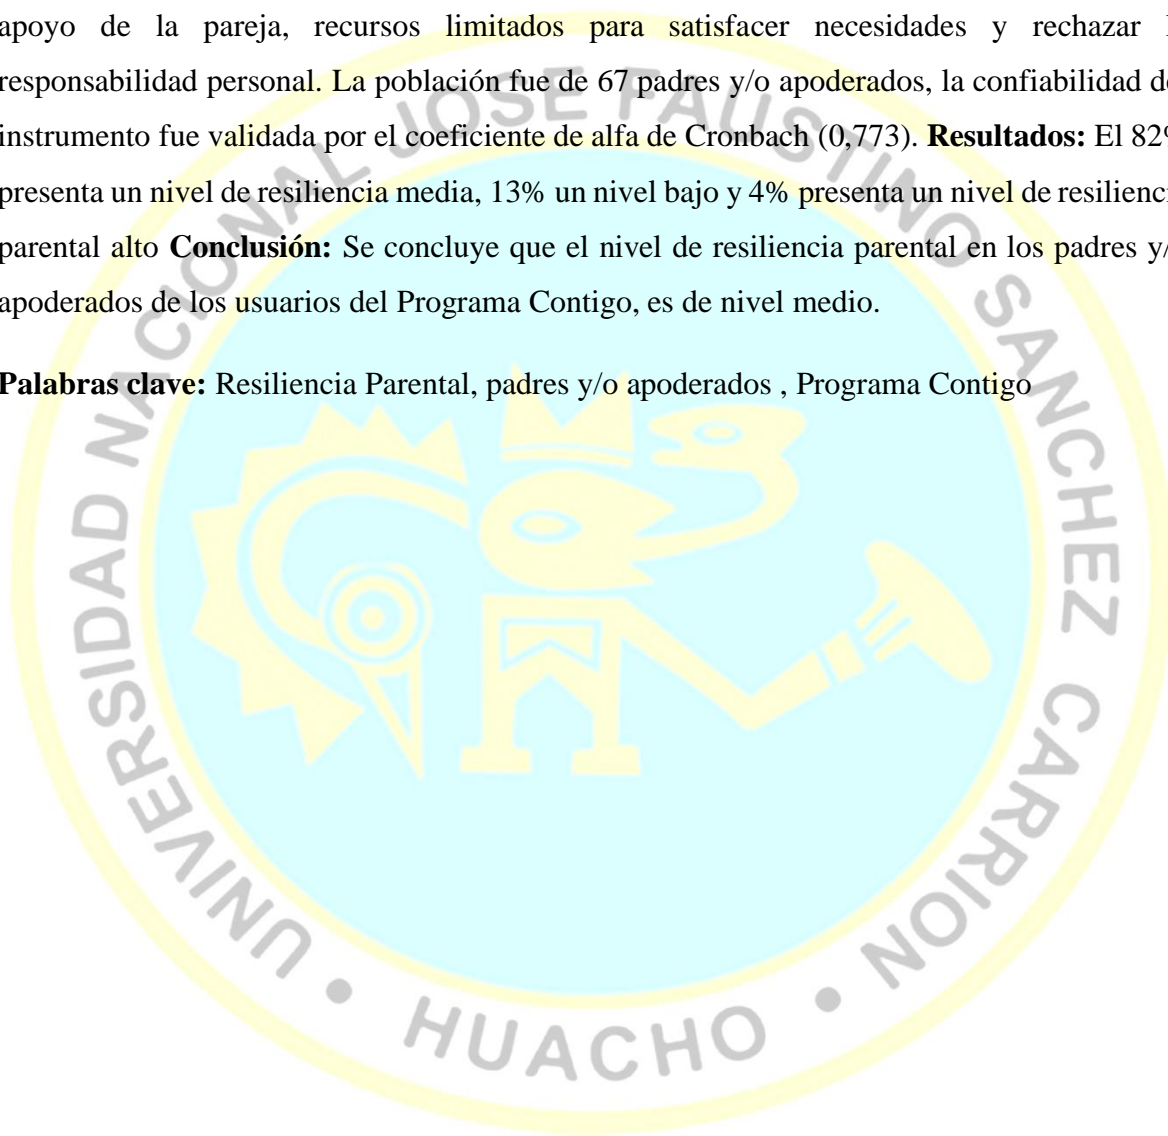 apoyo de la pareja, recursos limitados para satisfacer necesidades y rechazar
responsabilidad personal. La población fue de 67 padres y/o apoderados, la confiabilidad
instrumento fue validada por el coeficiente de alfa de Cronbach (0,773). Resultados: El 82%
presenta un nivel de resiliencia media, 13% un nivel bajo y 4% presenta un nivel de resiliencia
parental alto Conclusión: Se concluye que el nivel de resiliencia parental en los padres y/
apoderados de los usuarios del Programa Contigo, es de nivel medio.
Palabras clave: Resiliencia Parental, padres y/o apoderados , Programa Contigo
UNIVERSIDAD NACIONAL JOSE FAUSTINO SANCHEZ CARRION • HUACHO •